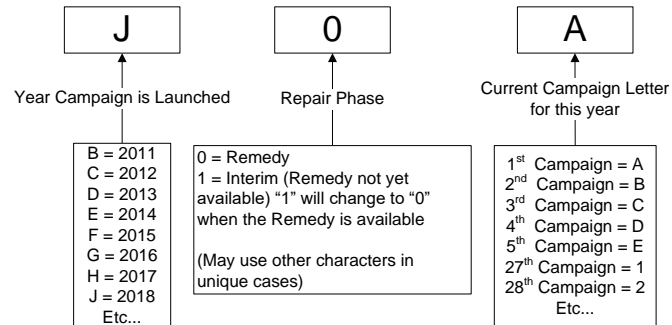 J
0
A
Year Campaign is Launched
Repair Phase
Current Campaign Letter
for this year
B = 2011
C = 2012
D = 2013
E = 2014
F = 2015
G = 2016
H = 2017
J = 2018
Etc...
0 = Remedy
1 = Interim (Remedy not yet
available) “1” will change to “0”
when the Remedy is available
(May use other characters in
unique cases)
1st Campaign = A
2nd Campaign = B
3rd Campaign = C
4th Campaign = D
5th Campaign = E
27th Campaign = 1
28th Campaign = 2
Etc...